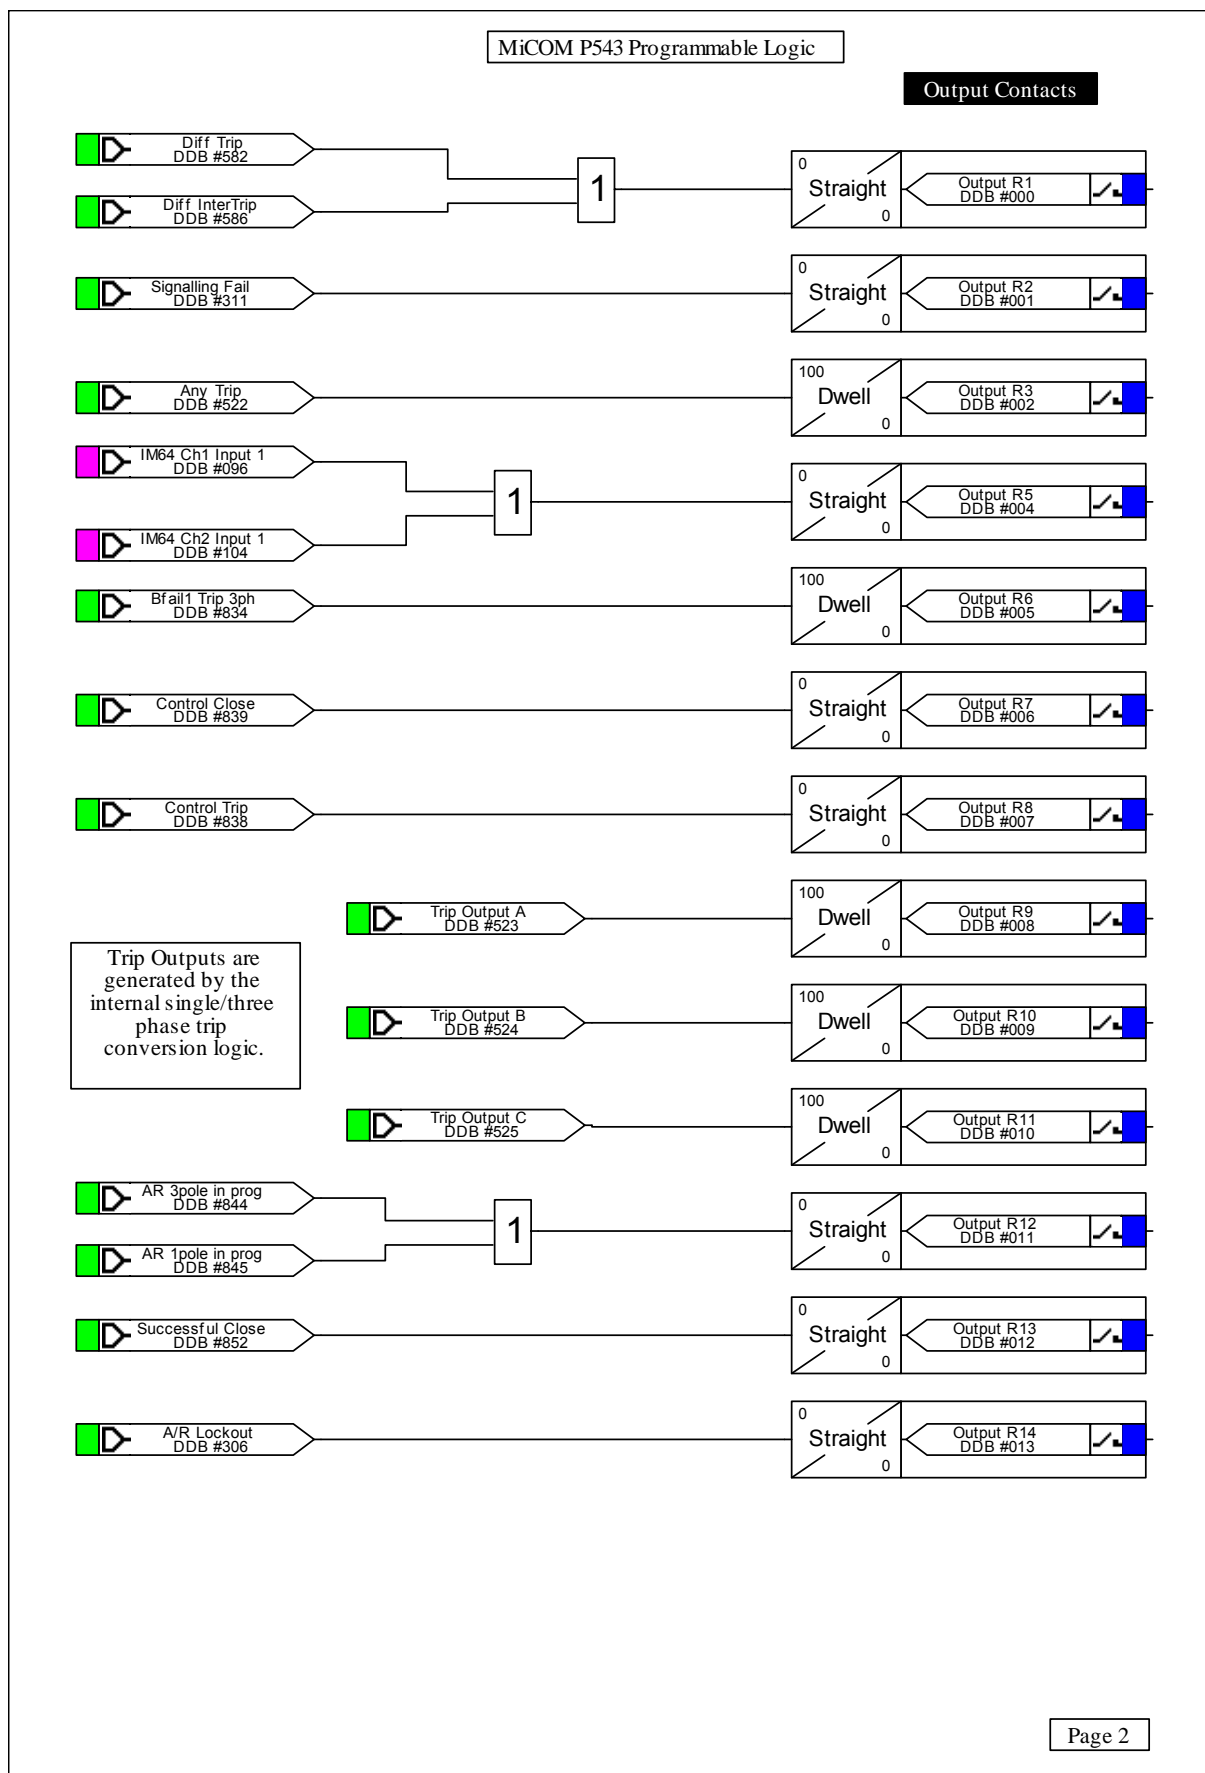 MiCOM P543 Programmable Logic
Output Contacts
Diff Trip
DDB #582
Diff InterTrip
DDB #586
1
0
Straight
0
Output R1
DDB #000
Signalling Fail
DDB #311
0
Straight
0
Output R2
DDB #001
Any Trip
DDB #522
100
Dwell
0
Output R3
DDB #002
IM64 Ch1 Input 1
DDB #096
IM64 Ch2 Input 1
DDB #104
1
0
Straight
0
Output R5
DDB #004
Bfail1 Trip 3ph
DDB #834
100
Dwell
0
Output R6
DDB #005
Control Close
DDB #839
0
Straight
0
Output R7
DDB #006
Control Trip
DDB #838
0
Straight
0
Output R8
DDB #007
Trip Output A
DDB #523
100
Dwell
0
Output R9
DDB #008
Trip Outputs are
generated by the
internal single/three
phase trip
conversion logic.
Trip Output B
DDB #524
100
Dwell
0
Output R10
DDB #009
Trip Output C
DDB #525
100
Dwell
0
Output R11
DDB #010
AR 3pole in prog
DDB #844
AR 1pole in prog
DDB #845
1
0
Straight
0
Output R12
DDB #011
Successful Close
DDB #852
0
Straight
0
Output R13
DDB #012
A/R Lockout
DDB #306
0
Straight
0
Output R14
DDB #013
Page 2